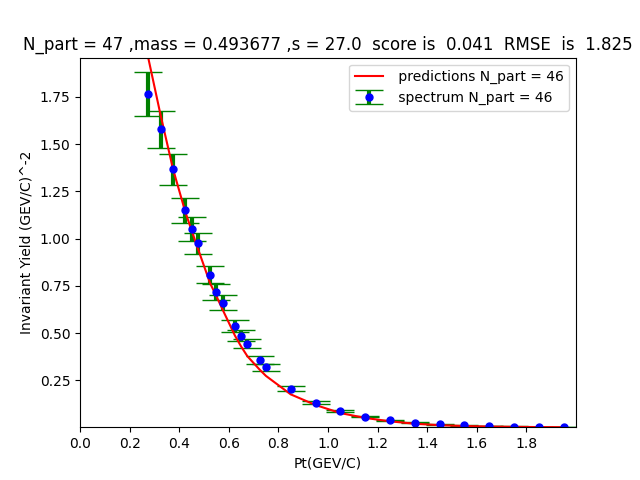 N_part = 47 ,mass = 0.493677 ,s = 27.0  score is  0.041  RMSE  is  1.825
predictions N_part = 46
spectrum N_part = 46
Invariant Yield (GEV/C)^-2
1.75
1.50
1.25
1.00
0.75
0.50
0.25
0.0 0.2 0.4 0.6 0.8 1.0 1.2 1.4 1.6 1.8
Pt(GEV/C)